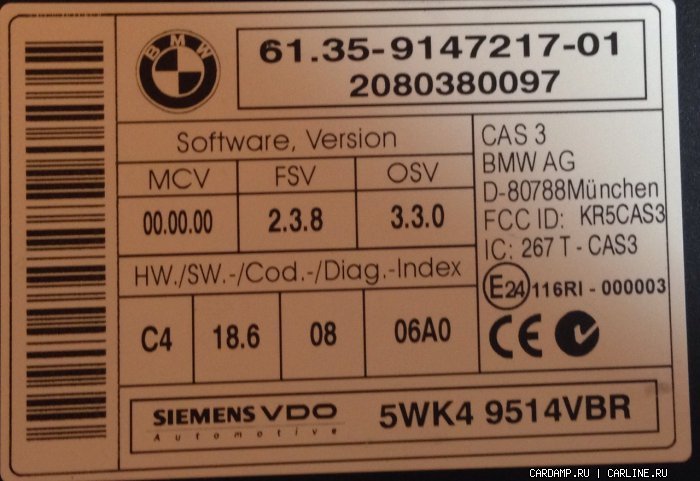 BMW
61.35-9147217-01
2080380097
Software, Version
MCV FSV OSV
00.00.00 2.3.8 3.3.0
HW./SW.-/Cod.-/Diag.-Index
C4 18.6 08 06A0
CAS 3
BMW AG
D-80788München
FCC ID: KR5CAS3
IC: 267 T - CAS3
E24 116RI - 000003
CE
SIEMENS VDO
Automotive
5WK4 9514VBR
CARDAMP.RU | CARLINE.RU